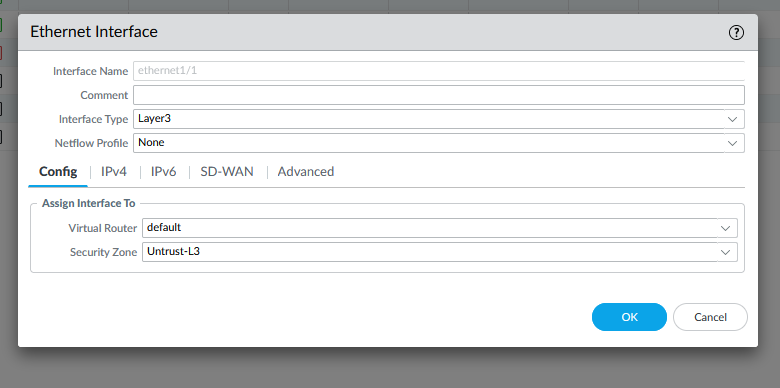 Ethernet Interface
Interface Name ethernet1/1
Comment
Interface Type Layer3
Netflow Profile None
Config IPv4 IPv6 SD-WAN Advanced
Assign Interface To
Virtual Router default
Security Zone Untrust-L3
OK Cancel